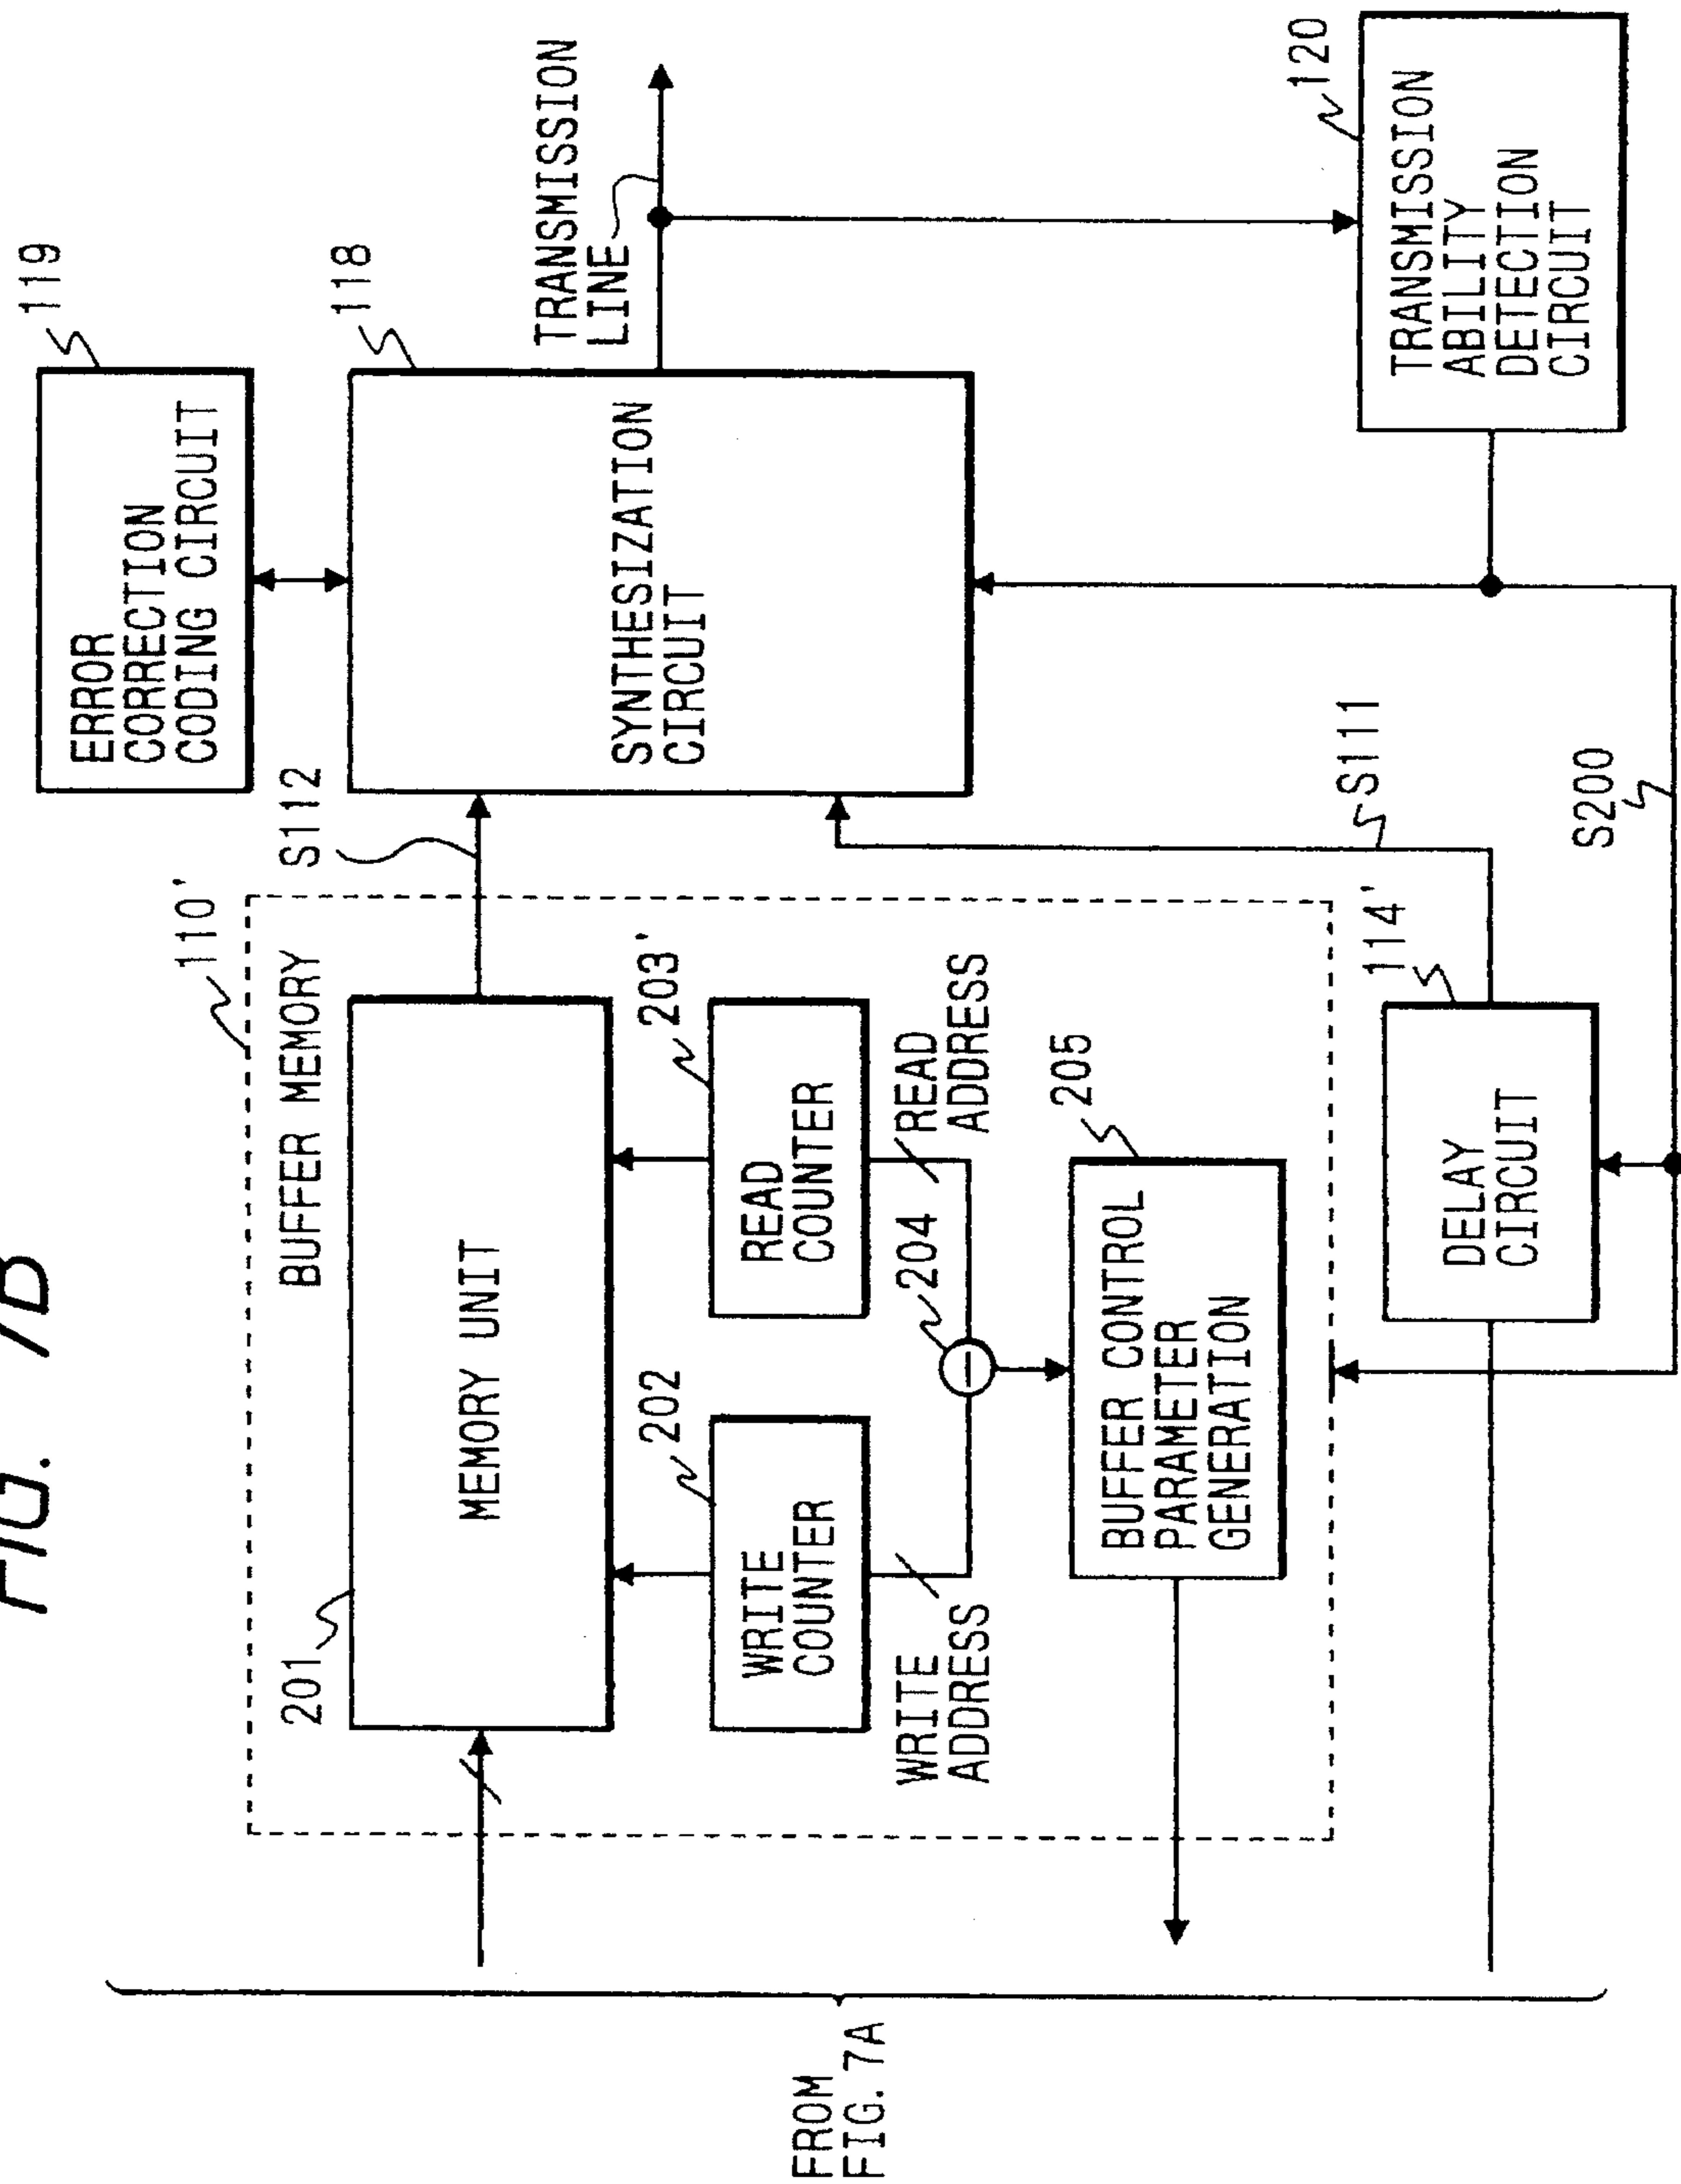 FIG. 7B
FROM
FIG. 7A
110'
BUFFER MEMORY
201
MEMORY UNIT
S112
202
WRITE
COUNTER
203'
READ
COUNTER
WRITE
ADDRESS
204
READ
ADDRESS
205
BUFFER CONTROL
PARAMETER
GENERATION
114'
DELAY
CIRCUIT
S111
S200
119
ERROR
CORRECTION
CODING CIRCUIT
118
SYNTHESIZATION
CIRCUIT
TRANSMISSION
LINE
120
TRANSMISSION
ABILITY
DETECTION
CIRCUIT